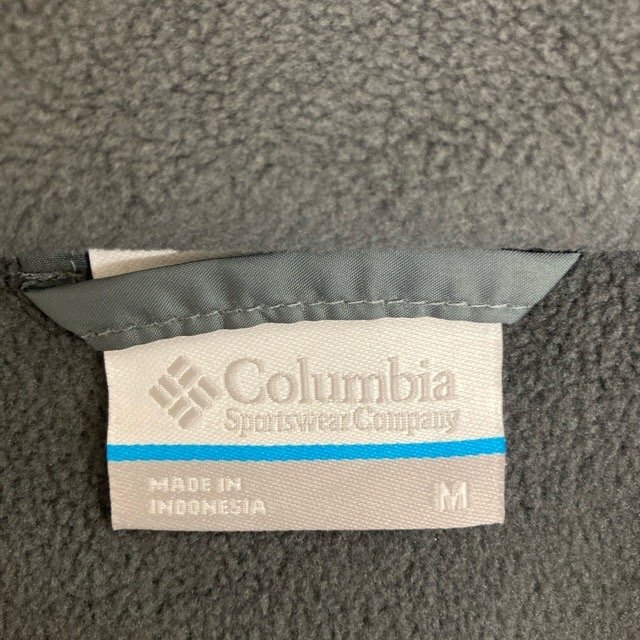 Columbia
Sportswear Company
MADE IN
INDONESIA
M